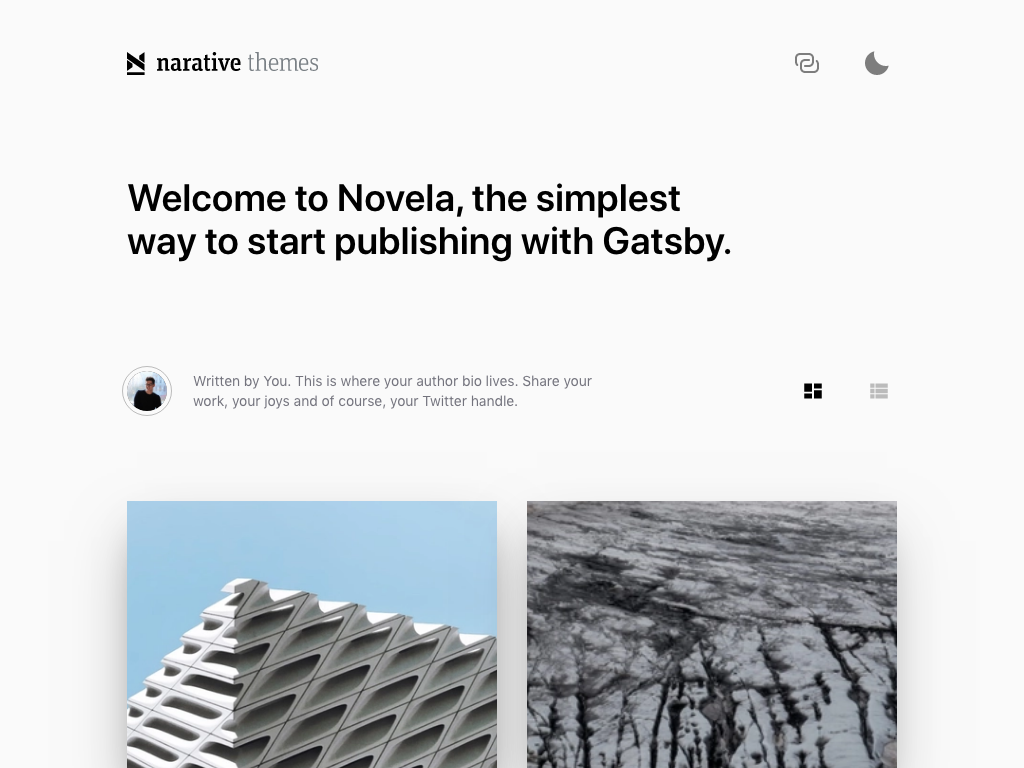 narative themes
Welcome to Novela, the simplest
way to start publishing with Gatsby.
Written by You. This is where your author bio lives. Share your
work, your joys and of course, your Twitter handle.